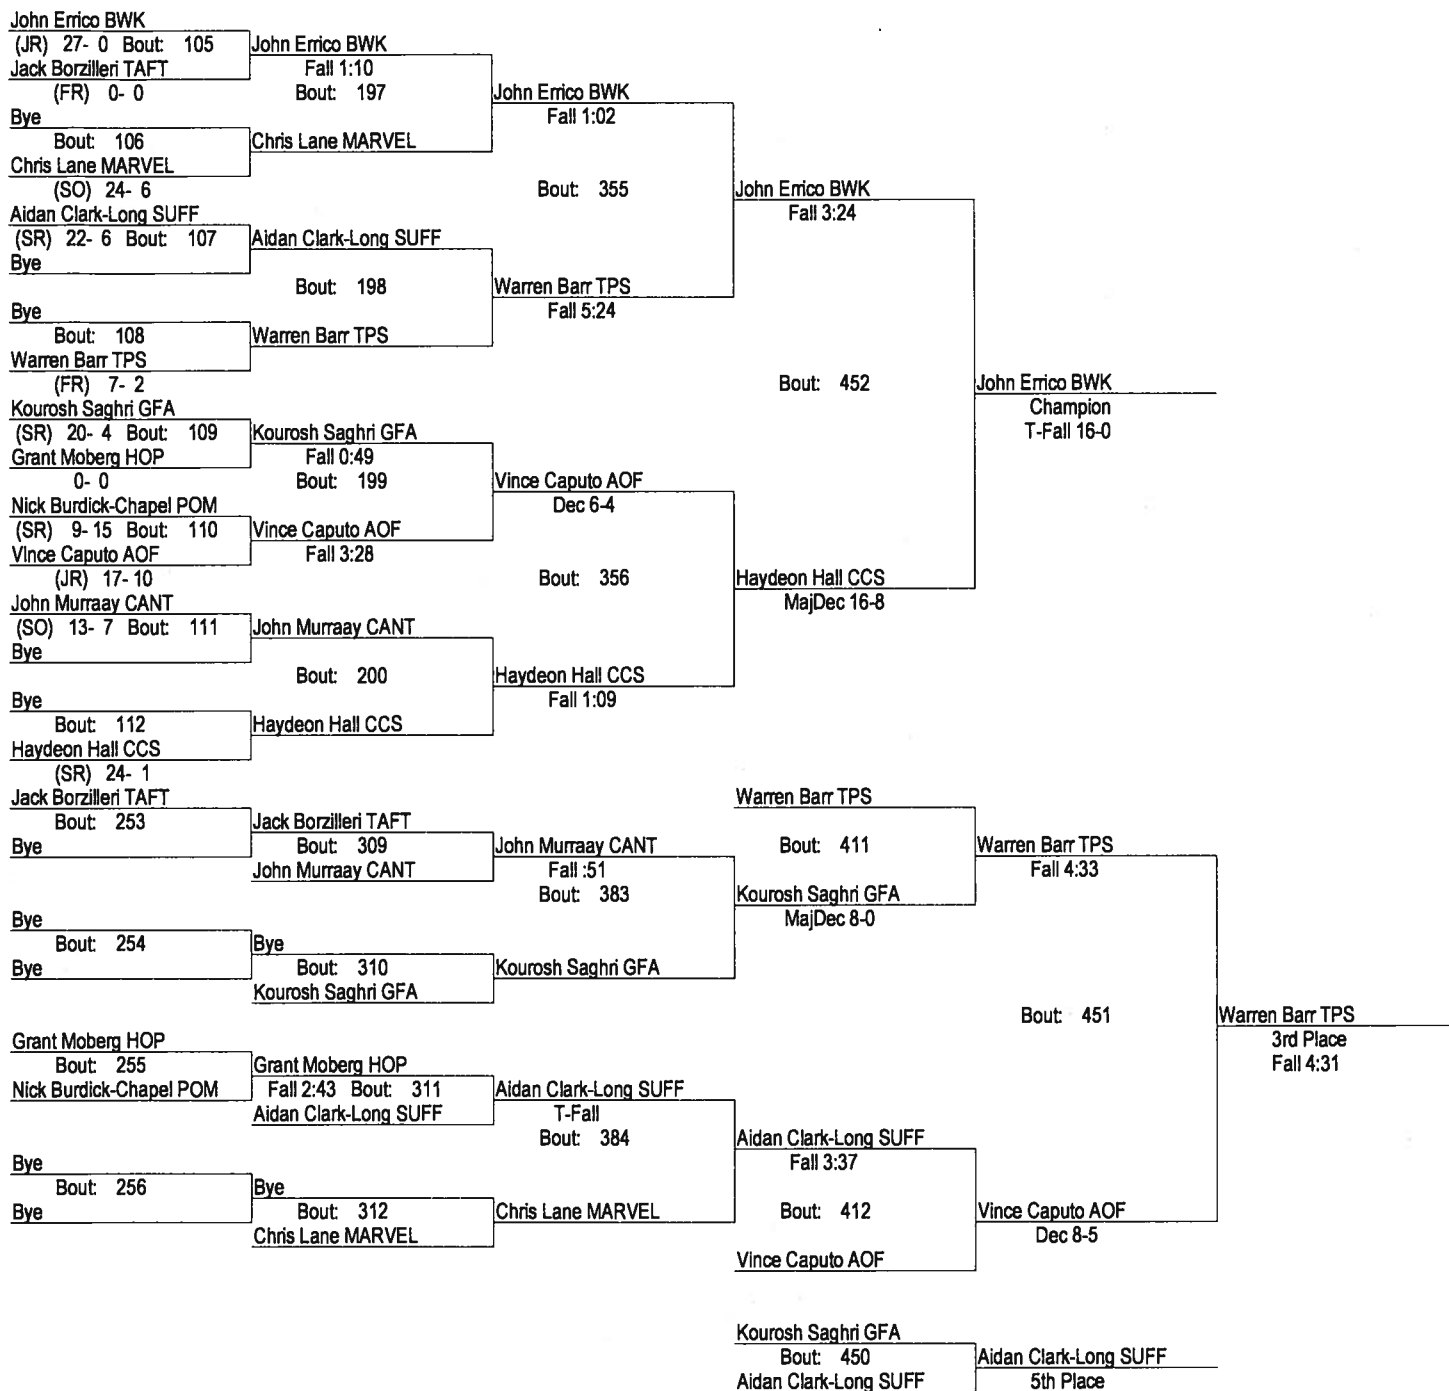 John Errico BWK
(JR) 27- 0 Bout: 105
John Errico BWK
Jack Borzilleri TAFT
Fall 1:10
(FR) 0- 0
Bout: 197
John Errico BWK
Bye
Fall 1:02
Bout: 106
Chris Lane MARVEL
Chris Lane MARVEL
(SO) 24- 6
Bout: 355
John Errico BWK
Aidan Clark-Long SUFF
Fall 3:24
(SR) 22- 6 Bout: 107
Aidan Clark-Long SUFF
Bye
Bout: 198
Warren Barr TPS
Bye
Fall 5:24
Bout: 108
Warren Barr TPS
Warren Barr TPS
(FR) 7- 2
Bout: 452
John Errico BWK
Kourosh Saghri GFA
Champion
(SR) 20- 4 Bout: 109
Kourosh Saghri GFA
T-Fall 16-0
Grant Moberg HOP
Fall 0:49
0- 0
Bout: 199
Vince Caputo AOF
Nick Burdick-Chapel POM
Dec 6-4
(SR) 9- 15 Bout: 110
Vince Caputo AOF
Vince Caputo AOF
Fall 3:28
(JR) 17- 10
Bout: 356
Haydeon Hall CCS
John Murraay CANT
MajDec 16-8
(SO) 13- 7 Bout: 111
John Murraay CANT
Bye
Bout: 200
Haydeon Hall CCS
Bye
Fall 1:09
Bout: 112
Haydeon Hall CCS
Haydeon Hall CCS
(SR) 24- 1
Jack Borzilleri TAFT
Warren Barr TPS
Bout: 253
Jack Borzilleri TAFT
Bye
Bout: 309
John Murraay CANT
Bout: 411
Warren Barr TPS
John Murraay CANT
Fall :51
Fall 4:33
Bout: 383
Kourosh Saghri GFA
Bye
MajDec 8-0
Bout: 254
Bye
Bye
Bout: 310
Kourosh Saghri GFA
Kourosh Saghri GFA
Bout: 451
Warren Barr TPS
Grant Moberg HOP
3rd Place
Bout: 255
Grant Moberg HOP
Fall 4:31
Nick Burdick-Chapel POM
Fall 2:43 Bout: 311
Aidan Clark-Long SUFF
Aidan Clark-Long SUFF
T-Fall
Bout: 384
Aidan Clark-Long SUFF
Bye
Fall 3:37
Bout: 256
Bye
Bye
Bout: 312
Chris Lane MARVEL
Bout: 412
Vince Caputo AOF
Chris Lane MARVEL
Dec 8-5
Vince Caputo AOF
Kourosh Saghri GFA
Bout: 450
Aidan Clark-Long SUFF
Aidan Clark-Long SUFF
5th Place